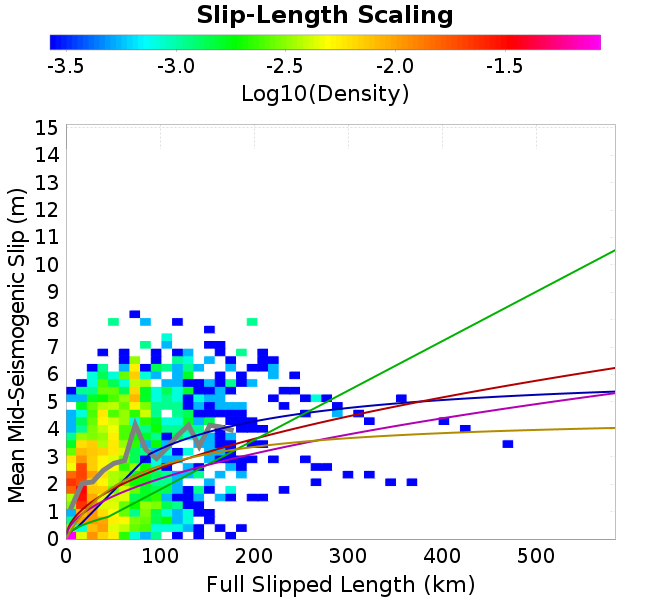 Slip-Length Scaling
-3.5 -3.0 -2.5 -2.0 -1.5
Log10(Density)
15
14
13
12
11
10
9
8
7
6
5
4
3
2
1
0
Mean Mid-Seismogenic Slip (m)
0 100 200 300 400 500
Full Slipped Length (km)